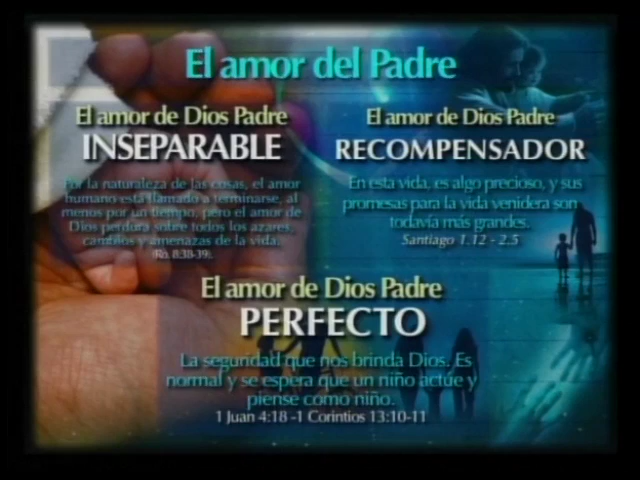 El amor del Padre
El amor de Dios Padre
INSEPARABLE
Por la naturaleza de las cosas, el amor
humano está llamado a terminarse, al
menos por un tiempo, pero el amor de
Dios perdura sobre todos los azares,
cambios y amenazas de la vida.
(Ro. 8:38-39).
El amor de Dios Padre
RECOMPENSADOR
En esta vida, es algo precioso, y sus
promesas para la vida venidera son
todavía más grandes.
Santiago 1.12 - 2.5
El amor de Dios Padre
PERFECTO
La seguridad que nos brinda Dios. Es
normal y se espera que un niño actúe y
piense como niño.
1 Juan 4:18 -1 Corintios 13:10-11